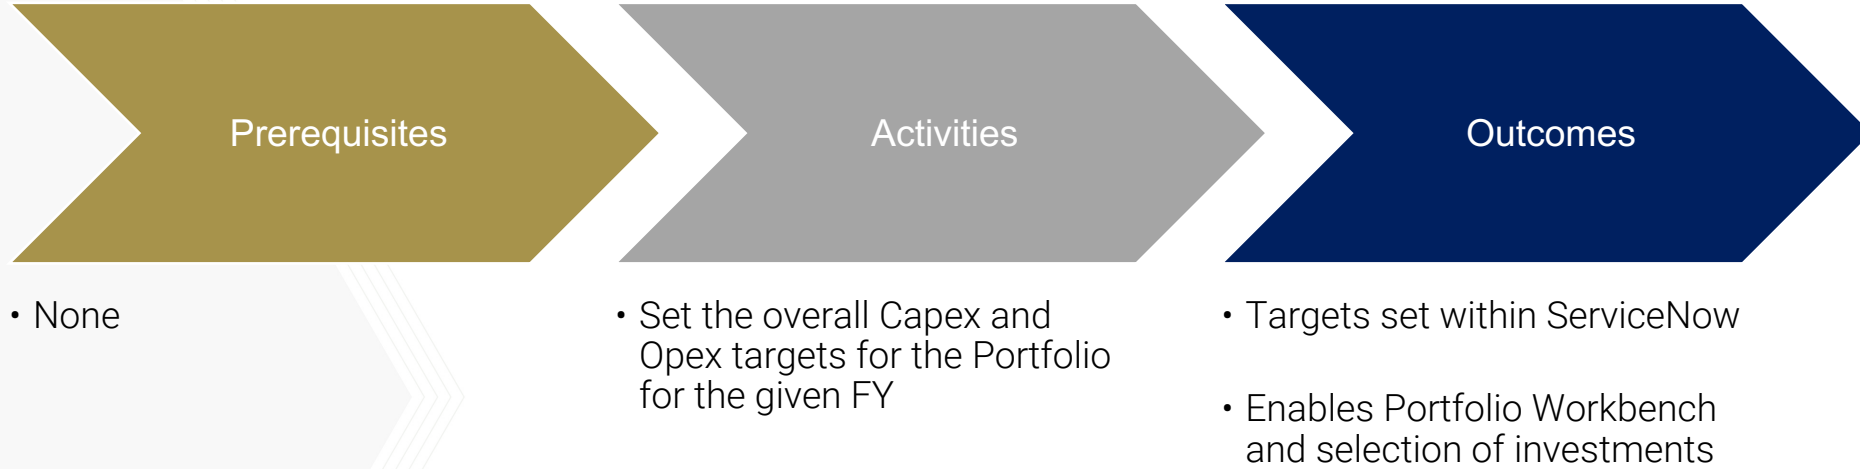 Prerequisites
Activities
Outcomes
• None
• Set the overall Capex and
Opex targets for the Portfolio
for the given FY
• Targets set within ServiceNow
• Enables Portfolio Workbench
and selection of investments